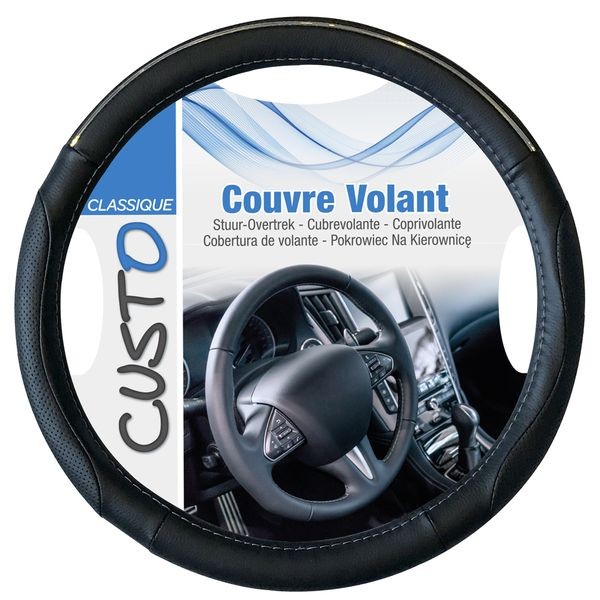 CLASSIQUE
CUSTO
Couvre Volant
Stuur-Overtrek - Cubrevolante - Coprivolante
Cobertura de volante - Pokrowiec Na Kierownicę